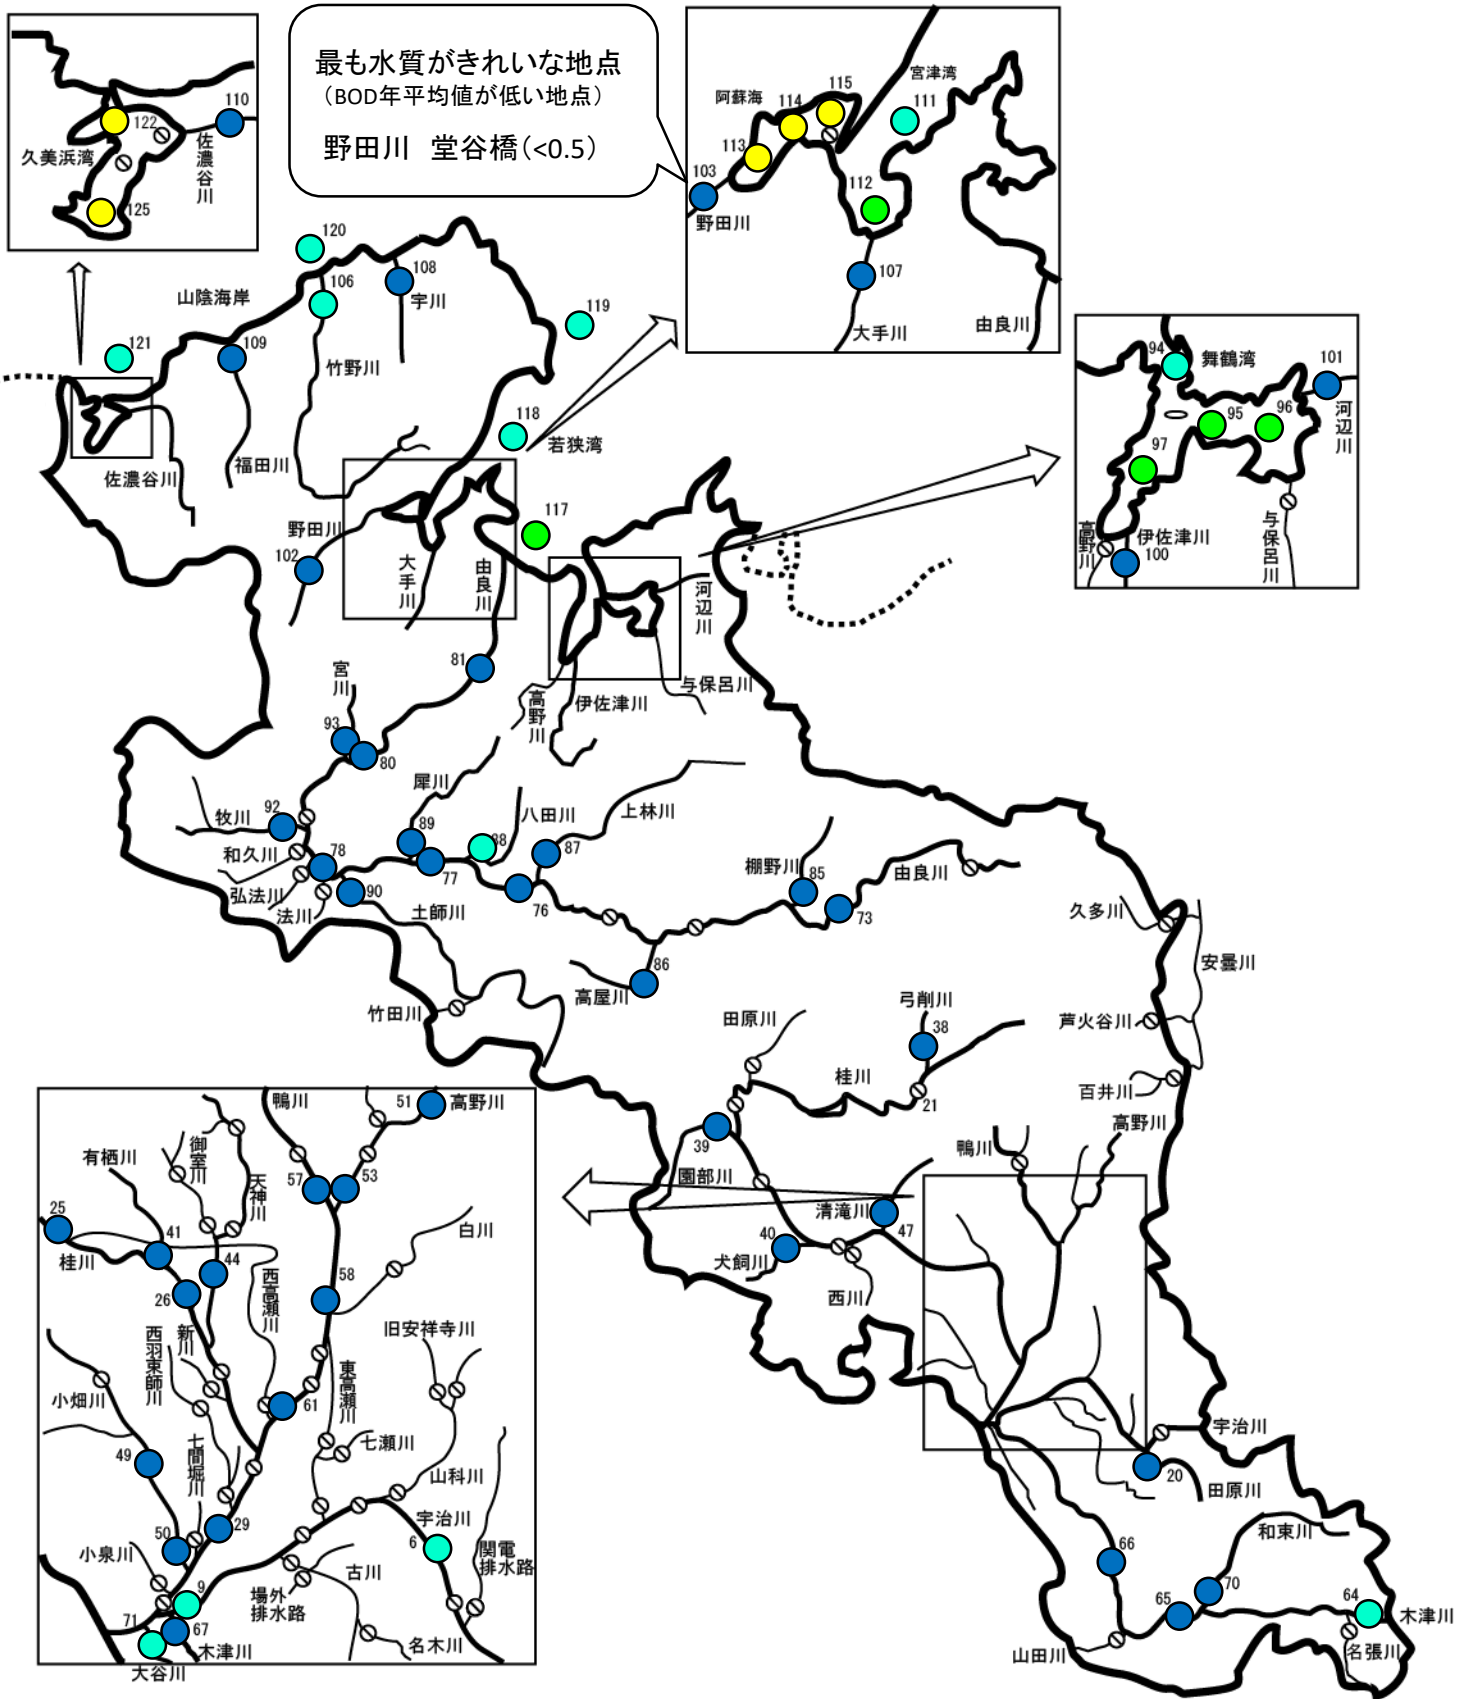 最も水質がきれいな地点
（BOD年平均値が低い地点）
野田川 堂谷橋（<0.5）
110
122
久美浜湾
佐濃谷川
125
115
宮津湾
阿蘇海
114
111
113
103
112
野田川
107
大手川
由良川
120
106
108
山陰海岸
宇川
119
121
109
竹野川
118
若狭湾
福田川
佐濃谷川
94
舞鶴湾
101
95
96
河辺川
97
高野川
伊佐津川
100
与保呂川
野田川
117
102
大手川
由良川
河辺川
81
宮川
与保呂川
高野川
伊佐津川
93
80
犀川
92
牧川
八田川
上林川
89
88
87
和久川
78
77
棚野川
85
由良川
弘法川
90
76
73
法川
土師川
久多川
86
安曇川
高屋川
竹田川
田原川
弓削川
38
芦火谷川
桂川
21
百井川
高野川
39
鴨川
園部川
清滝川
47
40
犬飼川
西川
鴨川
51
高野川
有栖川
御室川
天神川
57
53
25
41
白川
桂川
44
26
西高瀬川
58
西羽束師川
新川
旧安祥寺川
東高瀬川
小畑川
61
七瀬川
49
七間堀川
山科川
宇治川
29
50
6
小泉川
関電
排水路
9
場外
排水路
古川
71
67
木津川
名木川
大谷川
宇治川
20
田原川
和束川
66
70
65
64
木津川
山田川
名張川